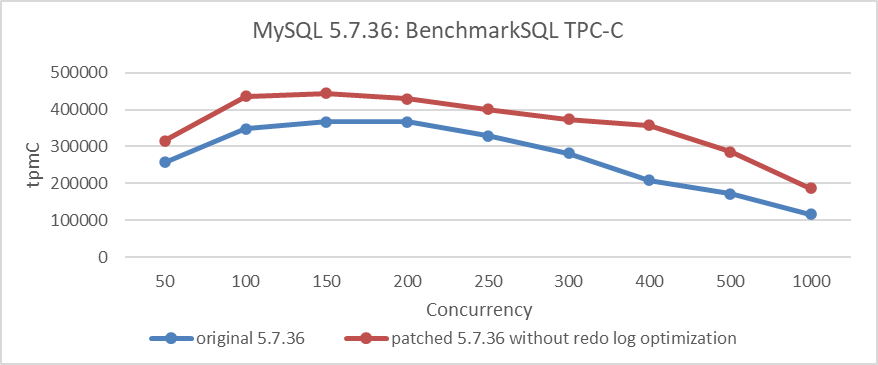 MySQL 5.7.36: BenchmarkSQL TPC-C
500000
400000
300000
200000
100000
0
tpmC
50 100 150 200 250 300 400 500 1000
Concurrency
original 5.7.36 patched 5.7.36 without redo log optimization